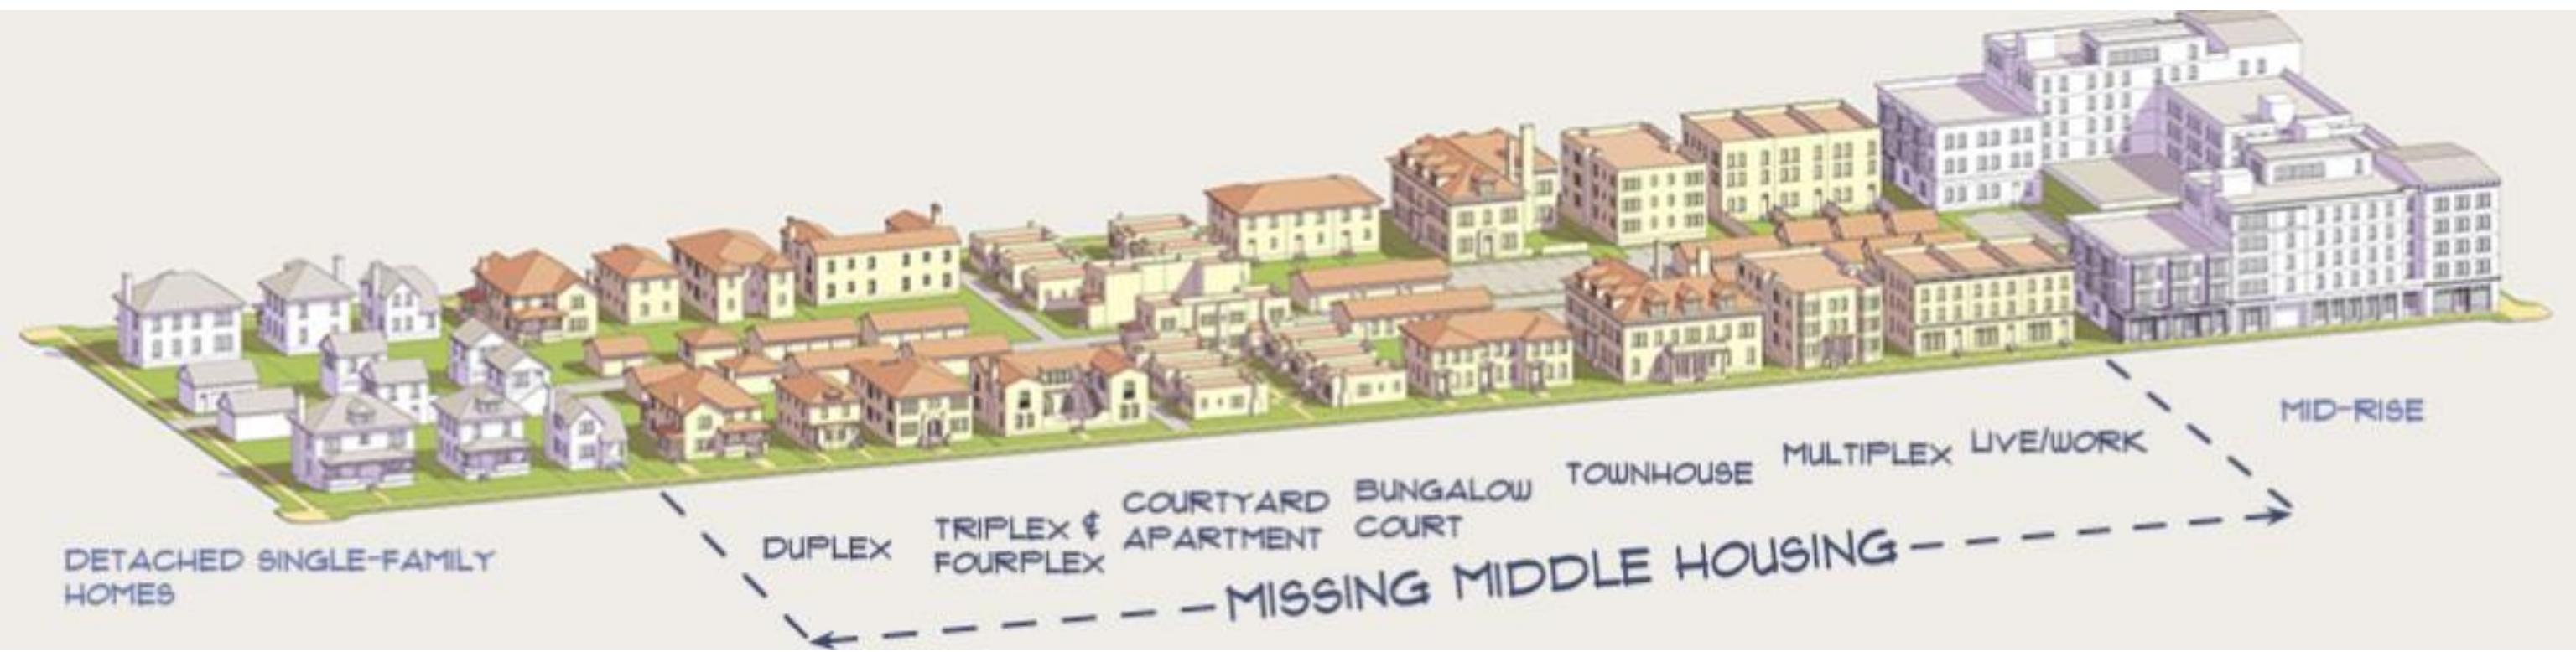 DETACHED SINGLE-FAMILY
HOMES
DUPLEX
TRIPLEX &
FOURPLEX
COURTYARD
APARTMENT
BUNGALOW
COURT
TOWNHOUSE
MULTIPLEX
LIVE/WORK
MID-RISE
MISSING MIDDLE HOUSING